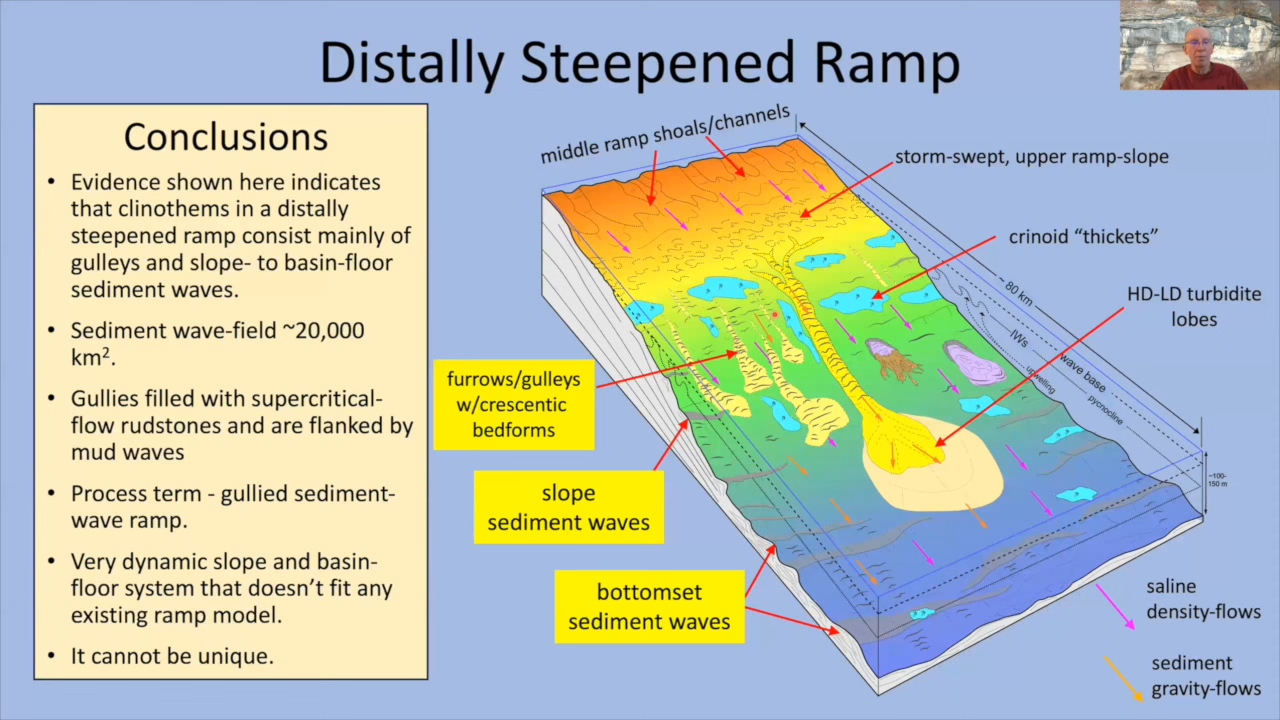 Distally Steepened Ramp
Conclusions
• Evidence shown here indicates
that clinothems in a distally
steepened ramp consist mainly of
gulleys and slope- to basin-floor
sediment waves.
• Sediment wave-field ~20,000
km².
• Gullies filled with supercritical-
flow rudstones and are flanked by
mud waves
• Process term - gullied sediment-
wave ramp.
• Very dynamic slope and basin-
floor system that doesn't fit any
existing ramp model.
• It cannot be unique.
middle ramp shoals/channels
storm-swept, upper ramp-slope
crinoid "thickets"
~ 80 km
HD-LD turbidite
lobes
IWs
wave base
upwelling
pycnocline
furrows/gulleys
w/crescentic
bedforms
slope
sediment waves
~100-
150 m
bottomset
sediment waves
saline
density-flows
sediment
gravity-flows